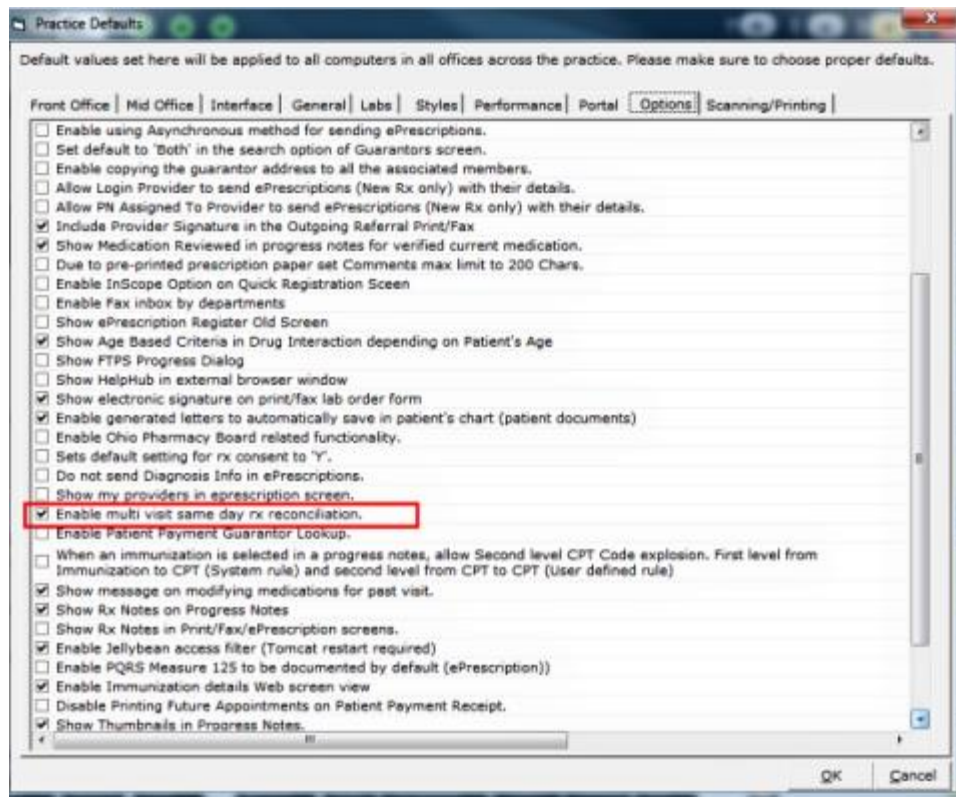 Practice Defaults
Default values set here will be applied to all computers in all offices across the practice. Please make sure to choose proper defaults.
Front Office Mid Office Interface General Labs Styles Performance Portal Options Scanning/Printing
Enable using Asynchronous method for sending ePrescriptions.
Set default to 'Both' in the search option of Guarantors screen.
Enable copying the guarantor address to all the associated members.
Allow Login Provider to send ePrescriptions (New Rx only) with their details.
Allow PN Assigned To Provider to send ePrescriptions (New Rx only) with their details.
Include Provider Signature in the Outgoing Referral Print/Fax
Show Medication Reviewed in progress notes for verified current medication.
Due to pre-printed prescription paper set Comments max limit to 200 Chars.
Enable InScope Option on Quick Registration Sceen
Enable Fax inbox by departments
Show ePrescription Register Old Screen
Show Age Based Criteria in Drug Interaction depending on Patient's Age
Show FTPS Progress Dialog
Show HelpHub in external browser window
Show electronic signature on print/fax lab order form
Enable generated letters to automatically save in patient's chart (patient documents)
Enable Ohio Pharmacy Board related functionality.
Sets default setting for rx consent to 'Y'.
Do not send Diagnosis Info in ePrescriptions.
Show my providers in eprescription screen.
Enable multi visit same day rx reconciliation.
Enable Patient Payment Guarantor Lookup.
When an immunization is selected in a progress notes, allow Second level CPT Code explosion. First level from
Immunization to CPT (System rule) and second level from CPT to CPT (User defined rule)
Show message on modifying medications for past visit.
Show Rx Notes on Progress Notes
Show Rx Notes in Print/Fax/ePrescription screens.
Enable Jellybean access filter (Tomcat restart required)
Enable PQRS Measure 125 to be documented by default (ePrescription))
Enable Immunization details Web screen view
Disable Printing Future Appointments on Patient Payment Receipt.
Show Thumbnails in Progress Notes.
OK Cancel